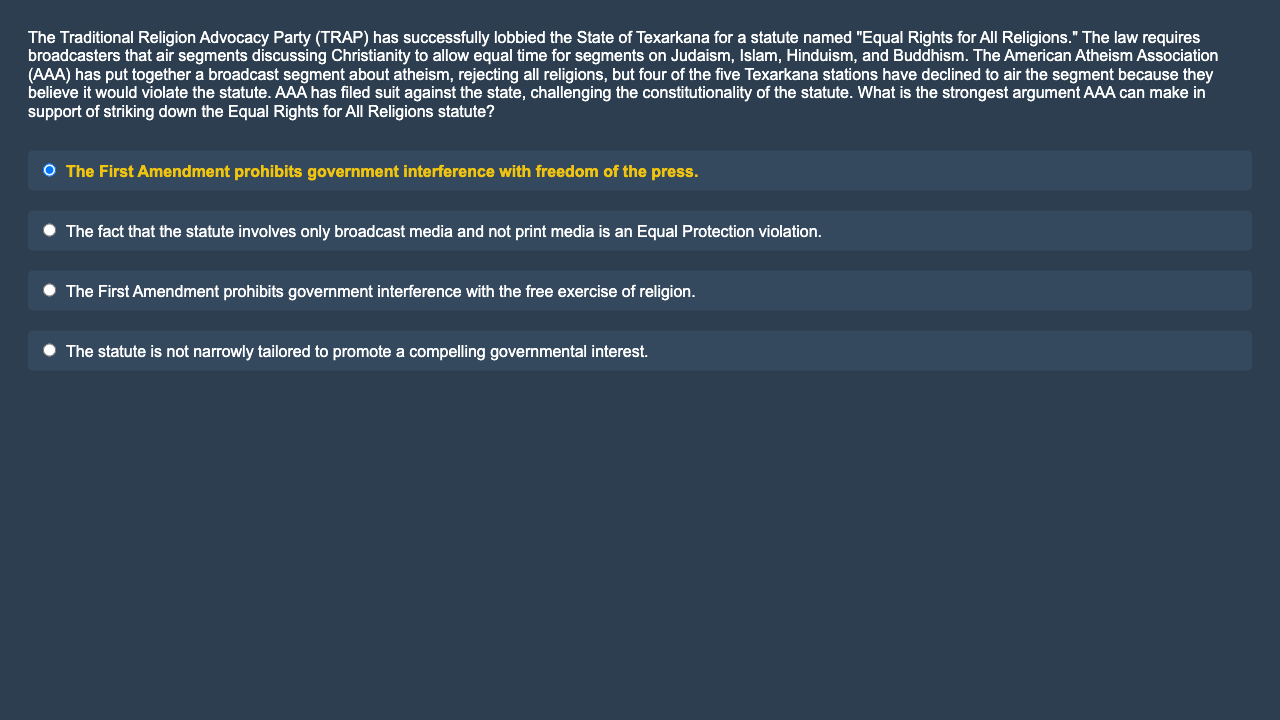 The Traditional Religion Advocacy Party (TRAP) has successfully lobbied the State of Texarkana for a statute named "Equal Rights for All Religions." The law requires
broadcasters that air segments discussing Christianity to allow equal time for segments on Judaism, Islam, Hinduism, and Buddhism. The American Atheism Association
(AAA) has put together a broadcast segment about atheism, rejecting all religions, but four of the five Texarkana stations have declined to air the segment because they
believe it would violate the statute. AAA has filed suit against the state, challenging the constitutionality of the statute. What is the strongest argument AAA can make in
support of striking down the Equal Rights for All Religions statute?
The First Amendment prohibits government interference with freedom of the press.
The fact that the statute involves only broadcast media and not print media is an Equal Protection violation.
The First Amendment prohibits government interference with the free exercise of religion.
The statute is not narrowly tailored to promote a compelling governmental interest.